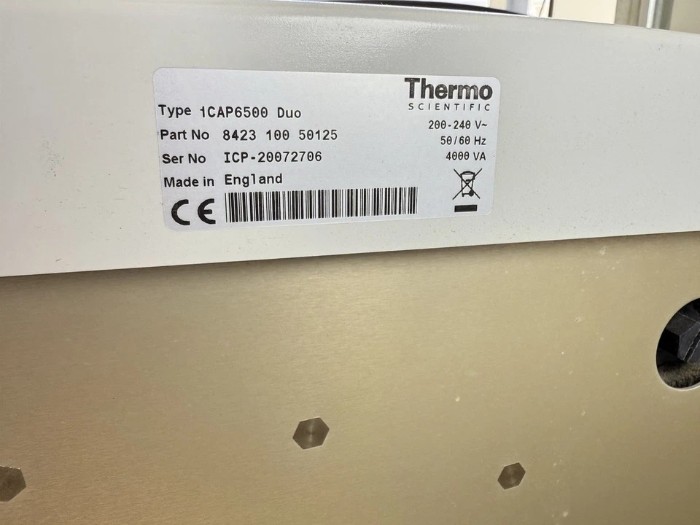 Thermo
SCIENTIFIC
Type iCAP6500 Duo
200-240 V~
Part No 8423 100 50125
50/60 Hz
Ser No ICP-20072706
4000 VA
Made in England
CE